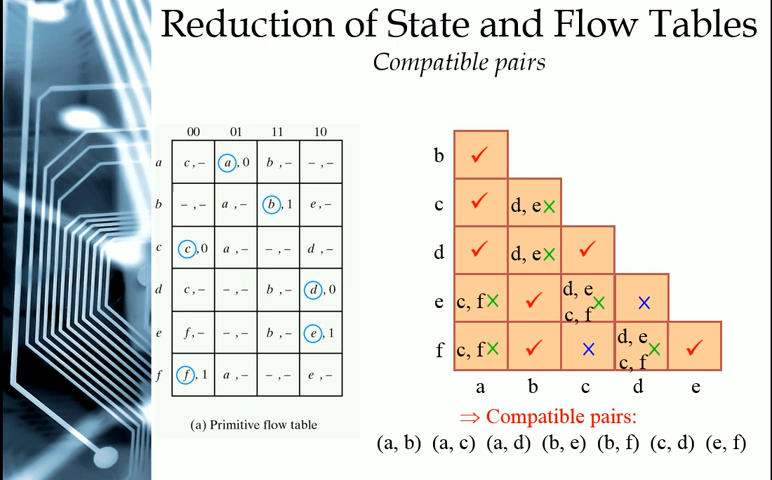 Reduction of State and Flow Tables
Compatible pairs
00 01 11 10
a c,- a,0 b,- -,-
b -,- a,- b,1 e,-
c c,0 a,- -,- d,-
d c,- -,- b,- d,0
e f,- -,- b,- e,1
f f,1 a,- -,- e,-
(a) Primitive flow table
b ✓
c ✓ d, e×
d ✓ d, e× ✓
e c, f× ✓ d, e c, f× ×
f c, f× ✓ × d, e c, f× ✓
a b c d e
⇒ Compatible pairs:
(a, b) (a, c) (a, d) (b, e) (b, f) (c, d) (e, f)